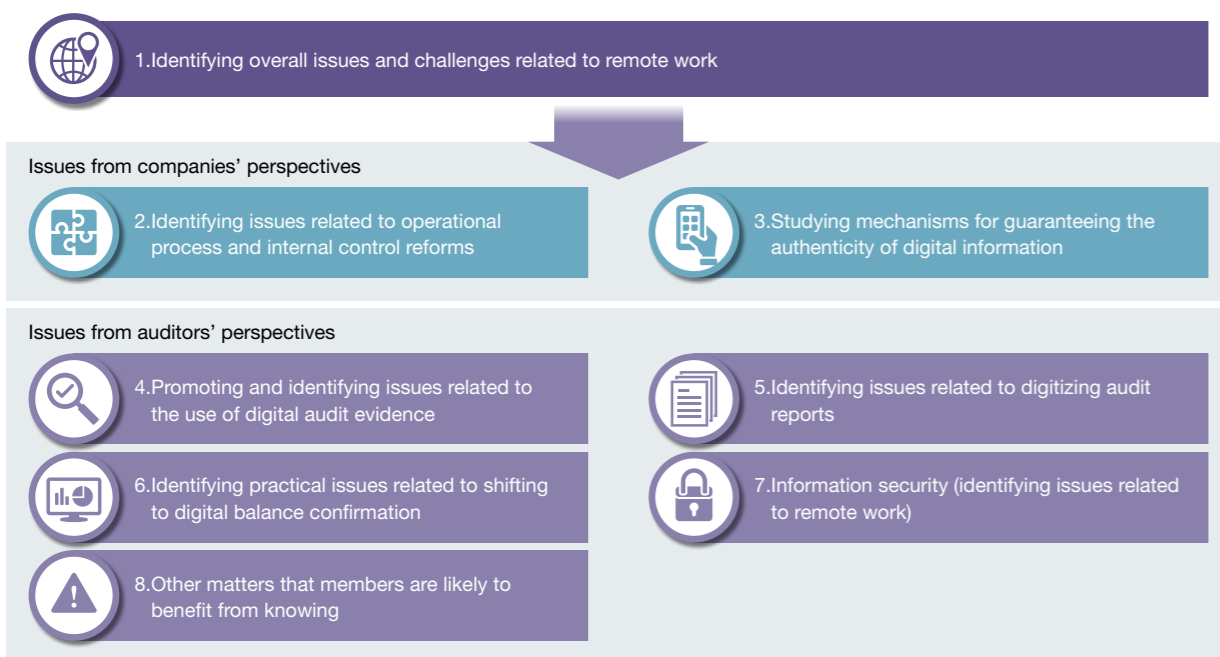 1.Identifying overall issues and challenges related to remote work
Issues from companies’ perspectives
2.Identifying issues related to operational
process and internal control reforms
3.Studying mechanisms for guaranteeing the
authenticity of digital information
Issues from auditors’ perspectives
4.Promoting and identifying issues related to
the use of digital audit evidence
5.Identifying issues related to digitizing audit
reports
6.Identifying practical issues related to shifting
to digital balance confirmation
7.Information security (identifying issues related
to remote work)
8.Other matters that members are likely to
benefit from knowing